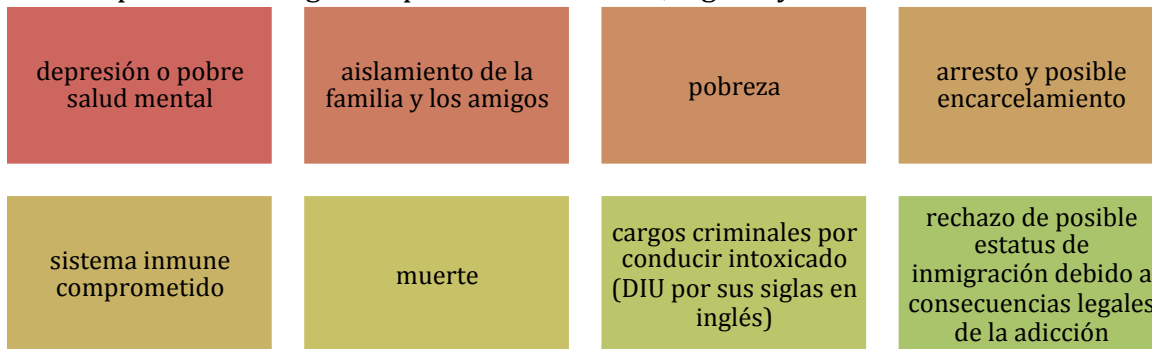 depresión o pobre
salud mental
aislamiento de la
familia y los amigos
pobreza
arresto y posible
encarcelamiento
sistema inmune
comprometido
muerte
cargos criminales por
conducir intoxicado
(DIU por sus siglas en
inglés)
rechazo de posible
estatus de
inmigración debido a
consecuencias legales
de la adicción